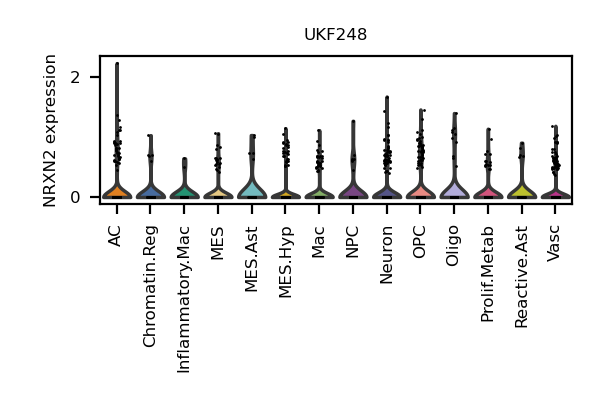 UKF248
NRXN2 expression
2
0
AC
Chromatin.Reg
Inflammatory.Mac
MES
MES.Ast
MES.Hyp
Mac
NPC
Neuron
OPC
Oligo
Prolif.Metab
Reactive.Ast
Vasc